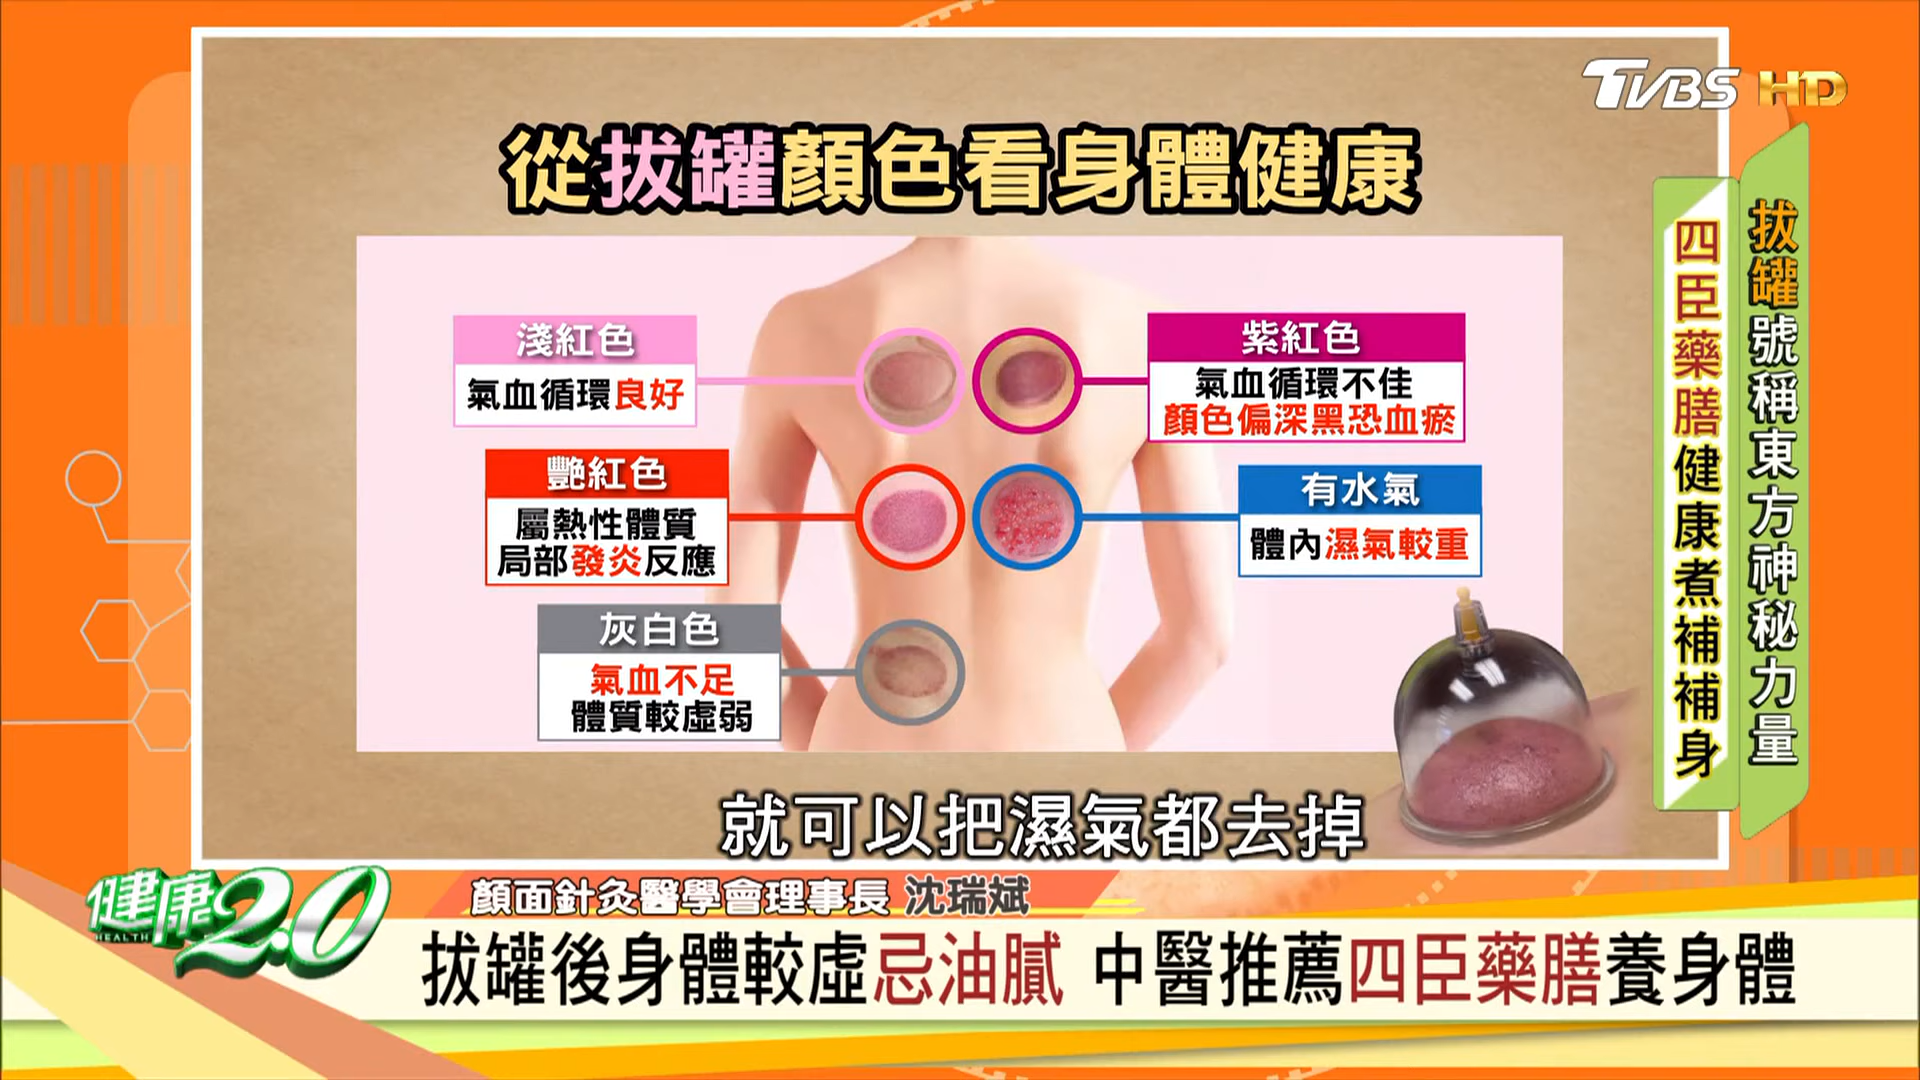 TVBS HD
從拔罐顏色看身體健康
淺紅色
氣血循環良好
紫紅色
氣血循環不佳
顏色偏深黑恐血瘀
豔紅色
屬熱性體質
局部發炎反應
有水氣
體內濕氣較重
灰白色
氣血不足
體質較虛弱
拔罐號稱東方神秘力量
四臣藥膳健康煮補補身
就可以把濕氣都去掉
健康2.0
HEALTH
顏面針灸醫學會理事長 沈瑞斌
拔罐後身體較虛忌油膩 中醫推薦四臣藥膳養身體